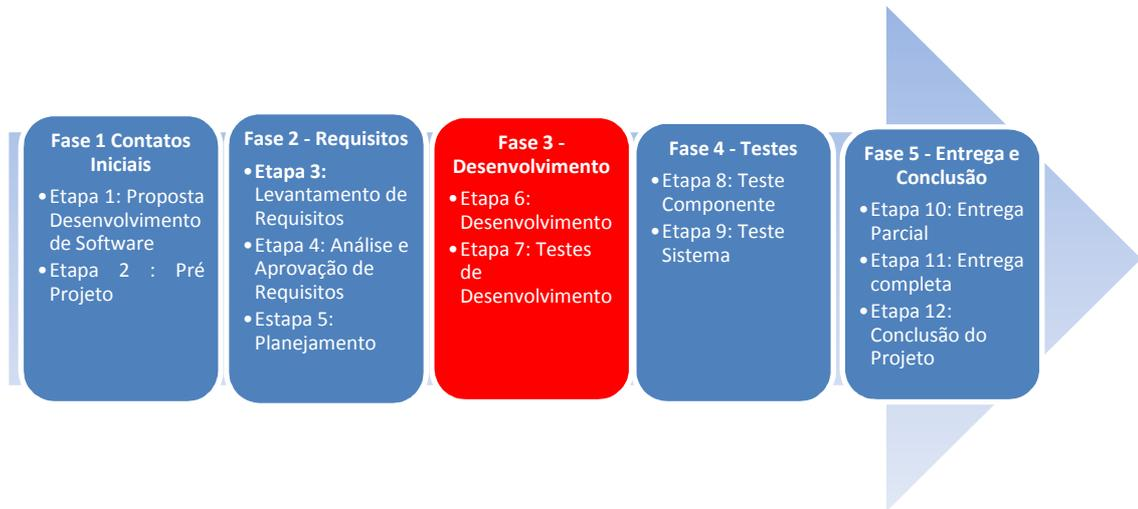 Fase 1 Contatos
Iniciais
•Etapa 1: Proposta
Desenvolvimento
de Software
•Etapa 2 : Pré
Projeto
Fase 2 - Requisitos
•Etapa 3:
Levantamento de
Requisitos
•Etapa 4: Análise e
Aprovação de
Requisitos
•Estapa 5:
Planejamento
Fase 3 -
Desenvolvimento
•Etapa 6:
Desenvolvimento
•Etapa 7: Testes
de
Desenvolvimento
Fase 4 - Testes
•Etapa 8: Teste
Componente
•Etapa 9: Teste
Sistema
Fase 5 - Entrega e
Conclusão
•Etapa 10: Entrega
Parcial
•Etapa 11: Entrega
completa
•Etapa 12:
Conclusão do
Projeto